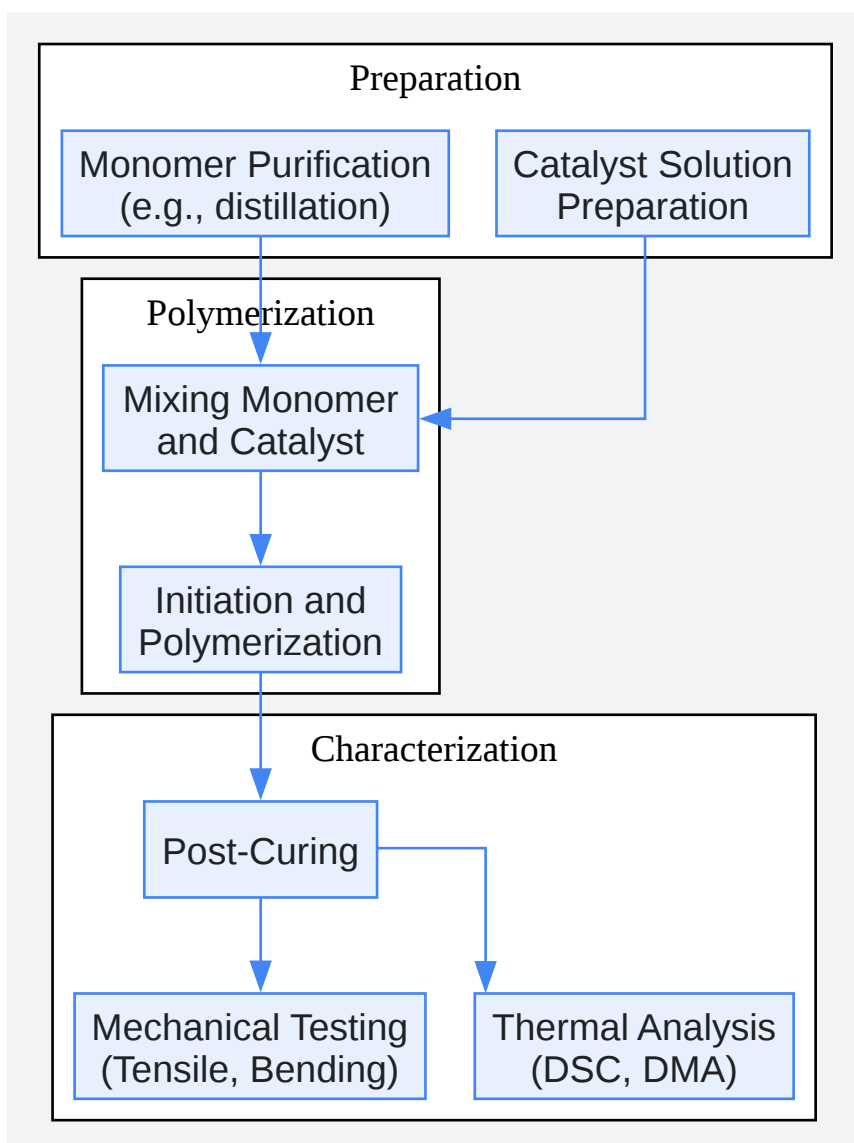 Preparation
Monomer Purification
(e.g., distillation)
Catalyst Solution
Preparation
Polymerization
Mixing Monomer
and Catalyst
Initiation and
Polymerization
Characterization
Post-Curing
Mechanical Testing
(Tensile, Bending)
Thermal Analysis
(DSC, DMA)